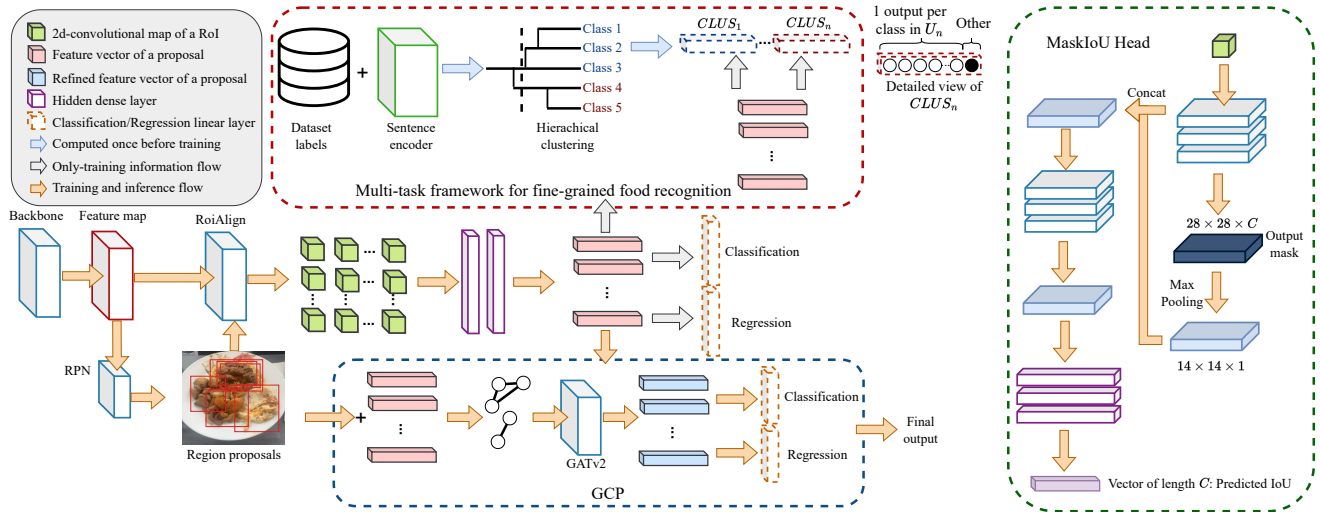 2d-convolutional map of a RoI
Feature vector of a proposal
Refined feature vector of a proposal
Hidden dense layer
Classification/Regression linear layer
Computed once before training
Only-training information flow
Training and inference flow
Dataset
labels
+
Sentence
encoder
Class 1
Class 2
Class 3
Class 4
Class 5
Hierachical
clustering
CLUS₁
...
CLUSₙ
Multi-task framework for fine-grained food recognition
1 output per
class in Uₙ
Other
Detailed view of
CLUSₙ
MaskIoU Head
Concat
28 × 28 × C
Output
mask
Max
Pooling
14 × 14 × 1
Vector of length C: Predicted IoU
Backbone
Feature map
RoiAlign
RPN
Region proposals
Classification
Regression
+
GATv2
Classification
Regression
GCP
Final
output